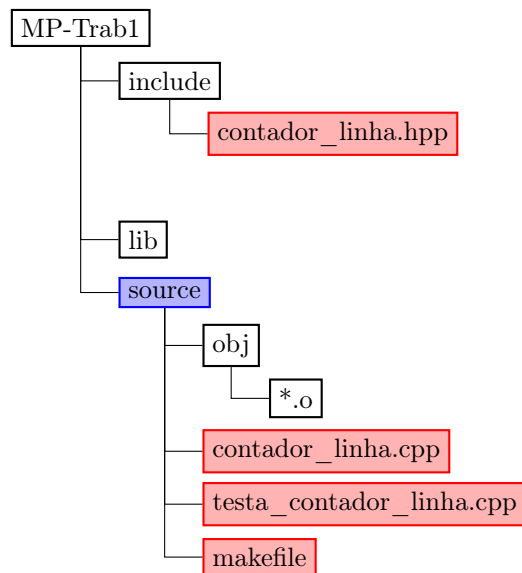 MP-Trab1
include
contador_linha.hpp
lib
source
obj
*.o
contador_linha.cpp
testa_contador_linha.cpp
makefile